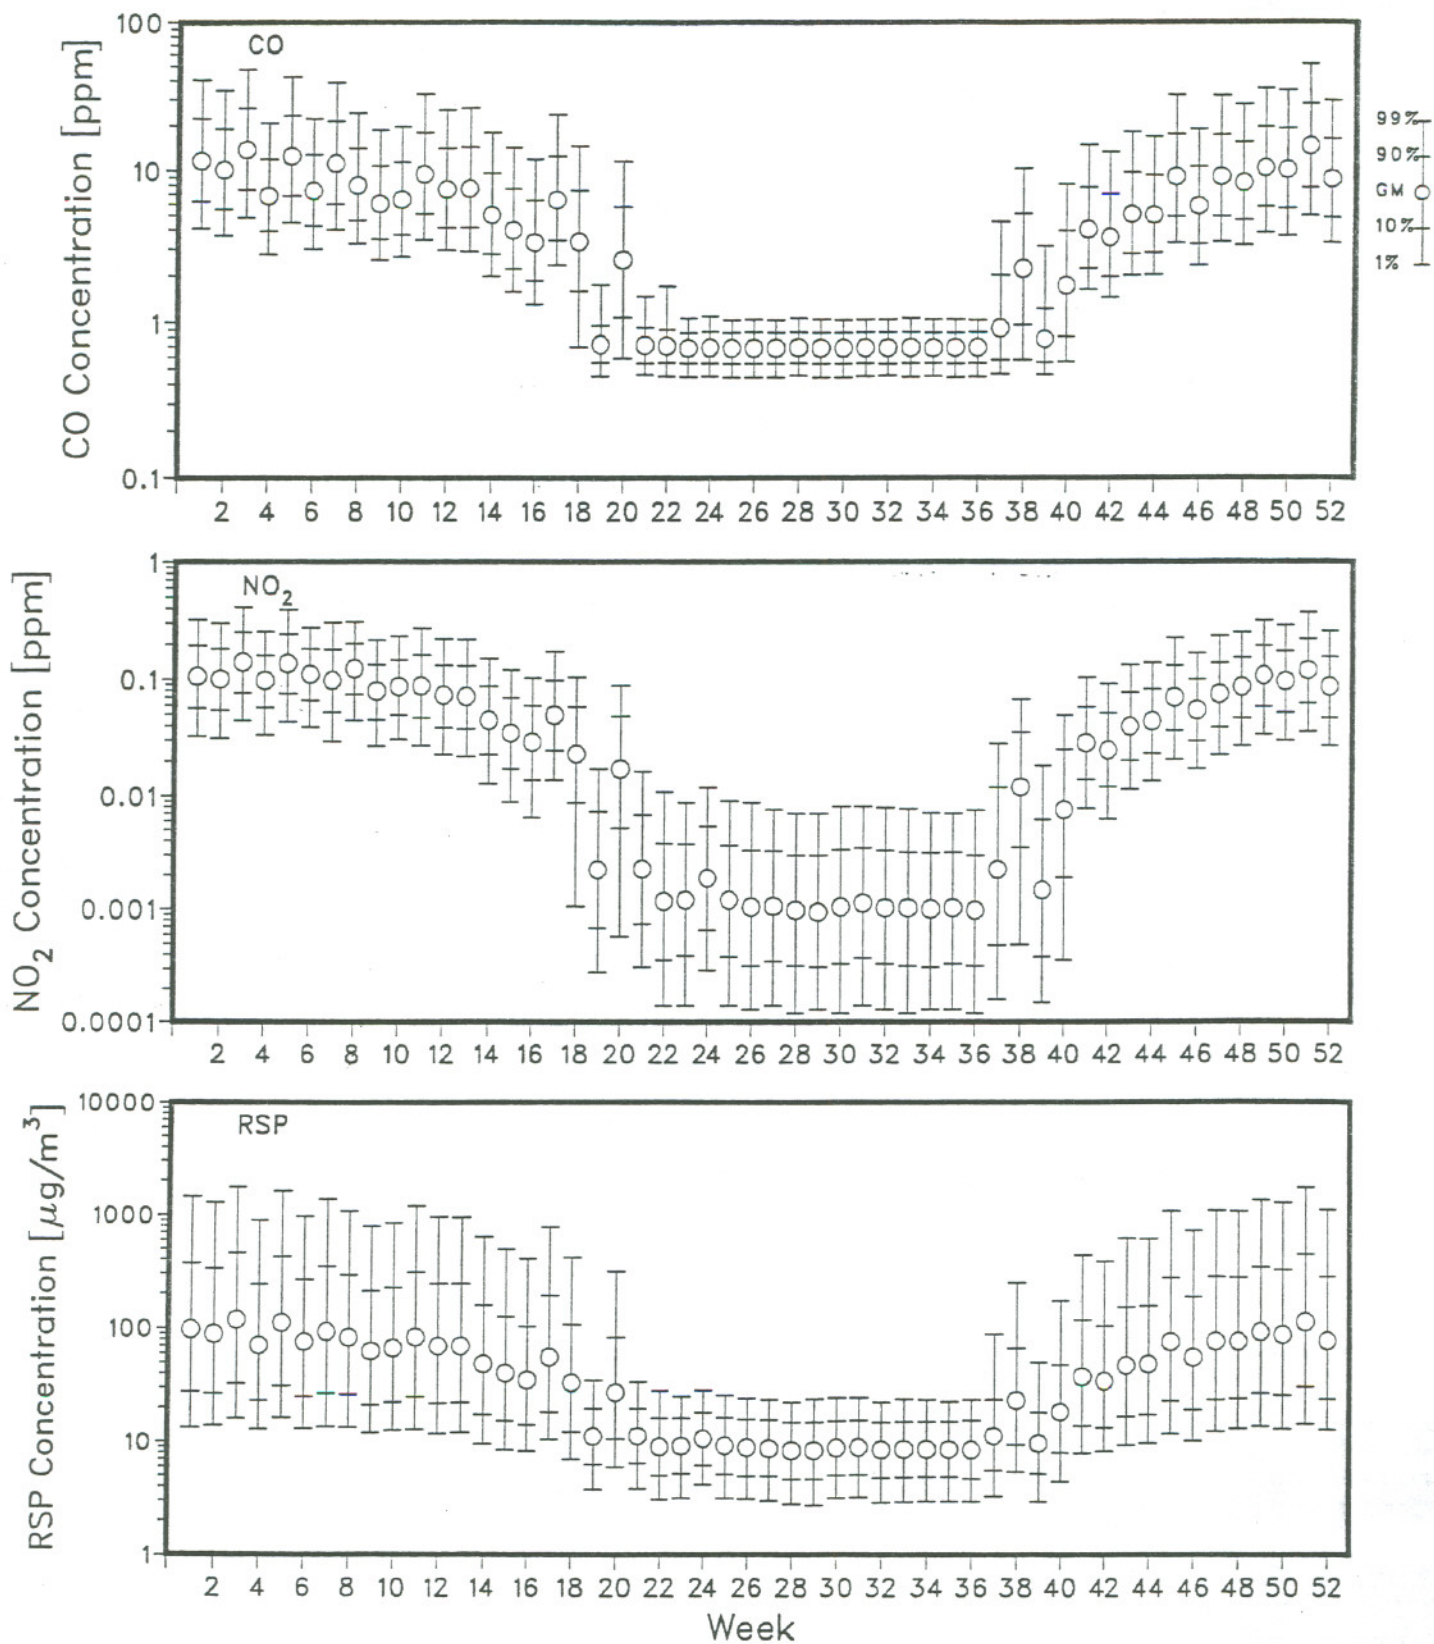 100
CO
10
1
0.1
CO Concentration [ppm]
2 4 6 8 10 12 14 16 18 20 22 24 26 28 30 32 34 36 38 40 42 44 46 48 50 52
99%
90%
GM
10%
1%
1
NO2
0.1
0.01
0.001
0.0001
NO2 Concentration [ppm]
2 4 6 8 10 12 14 16 18 20 22 24 26 28 30 32 34 36 38 40 42 44 46 48 50 52
10000
RSP
1000
100
10
1
RSP Concentration [μg/m³]
2 4 6 8 10 12 14 16 18 20 22 24 26 28 30 32 34 36 38 40 42 44 46 48 50 52
Week